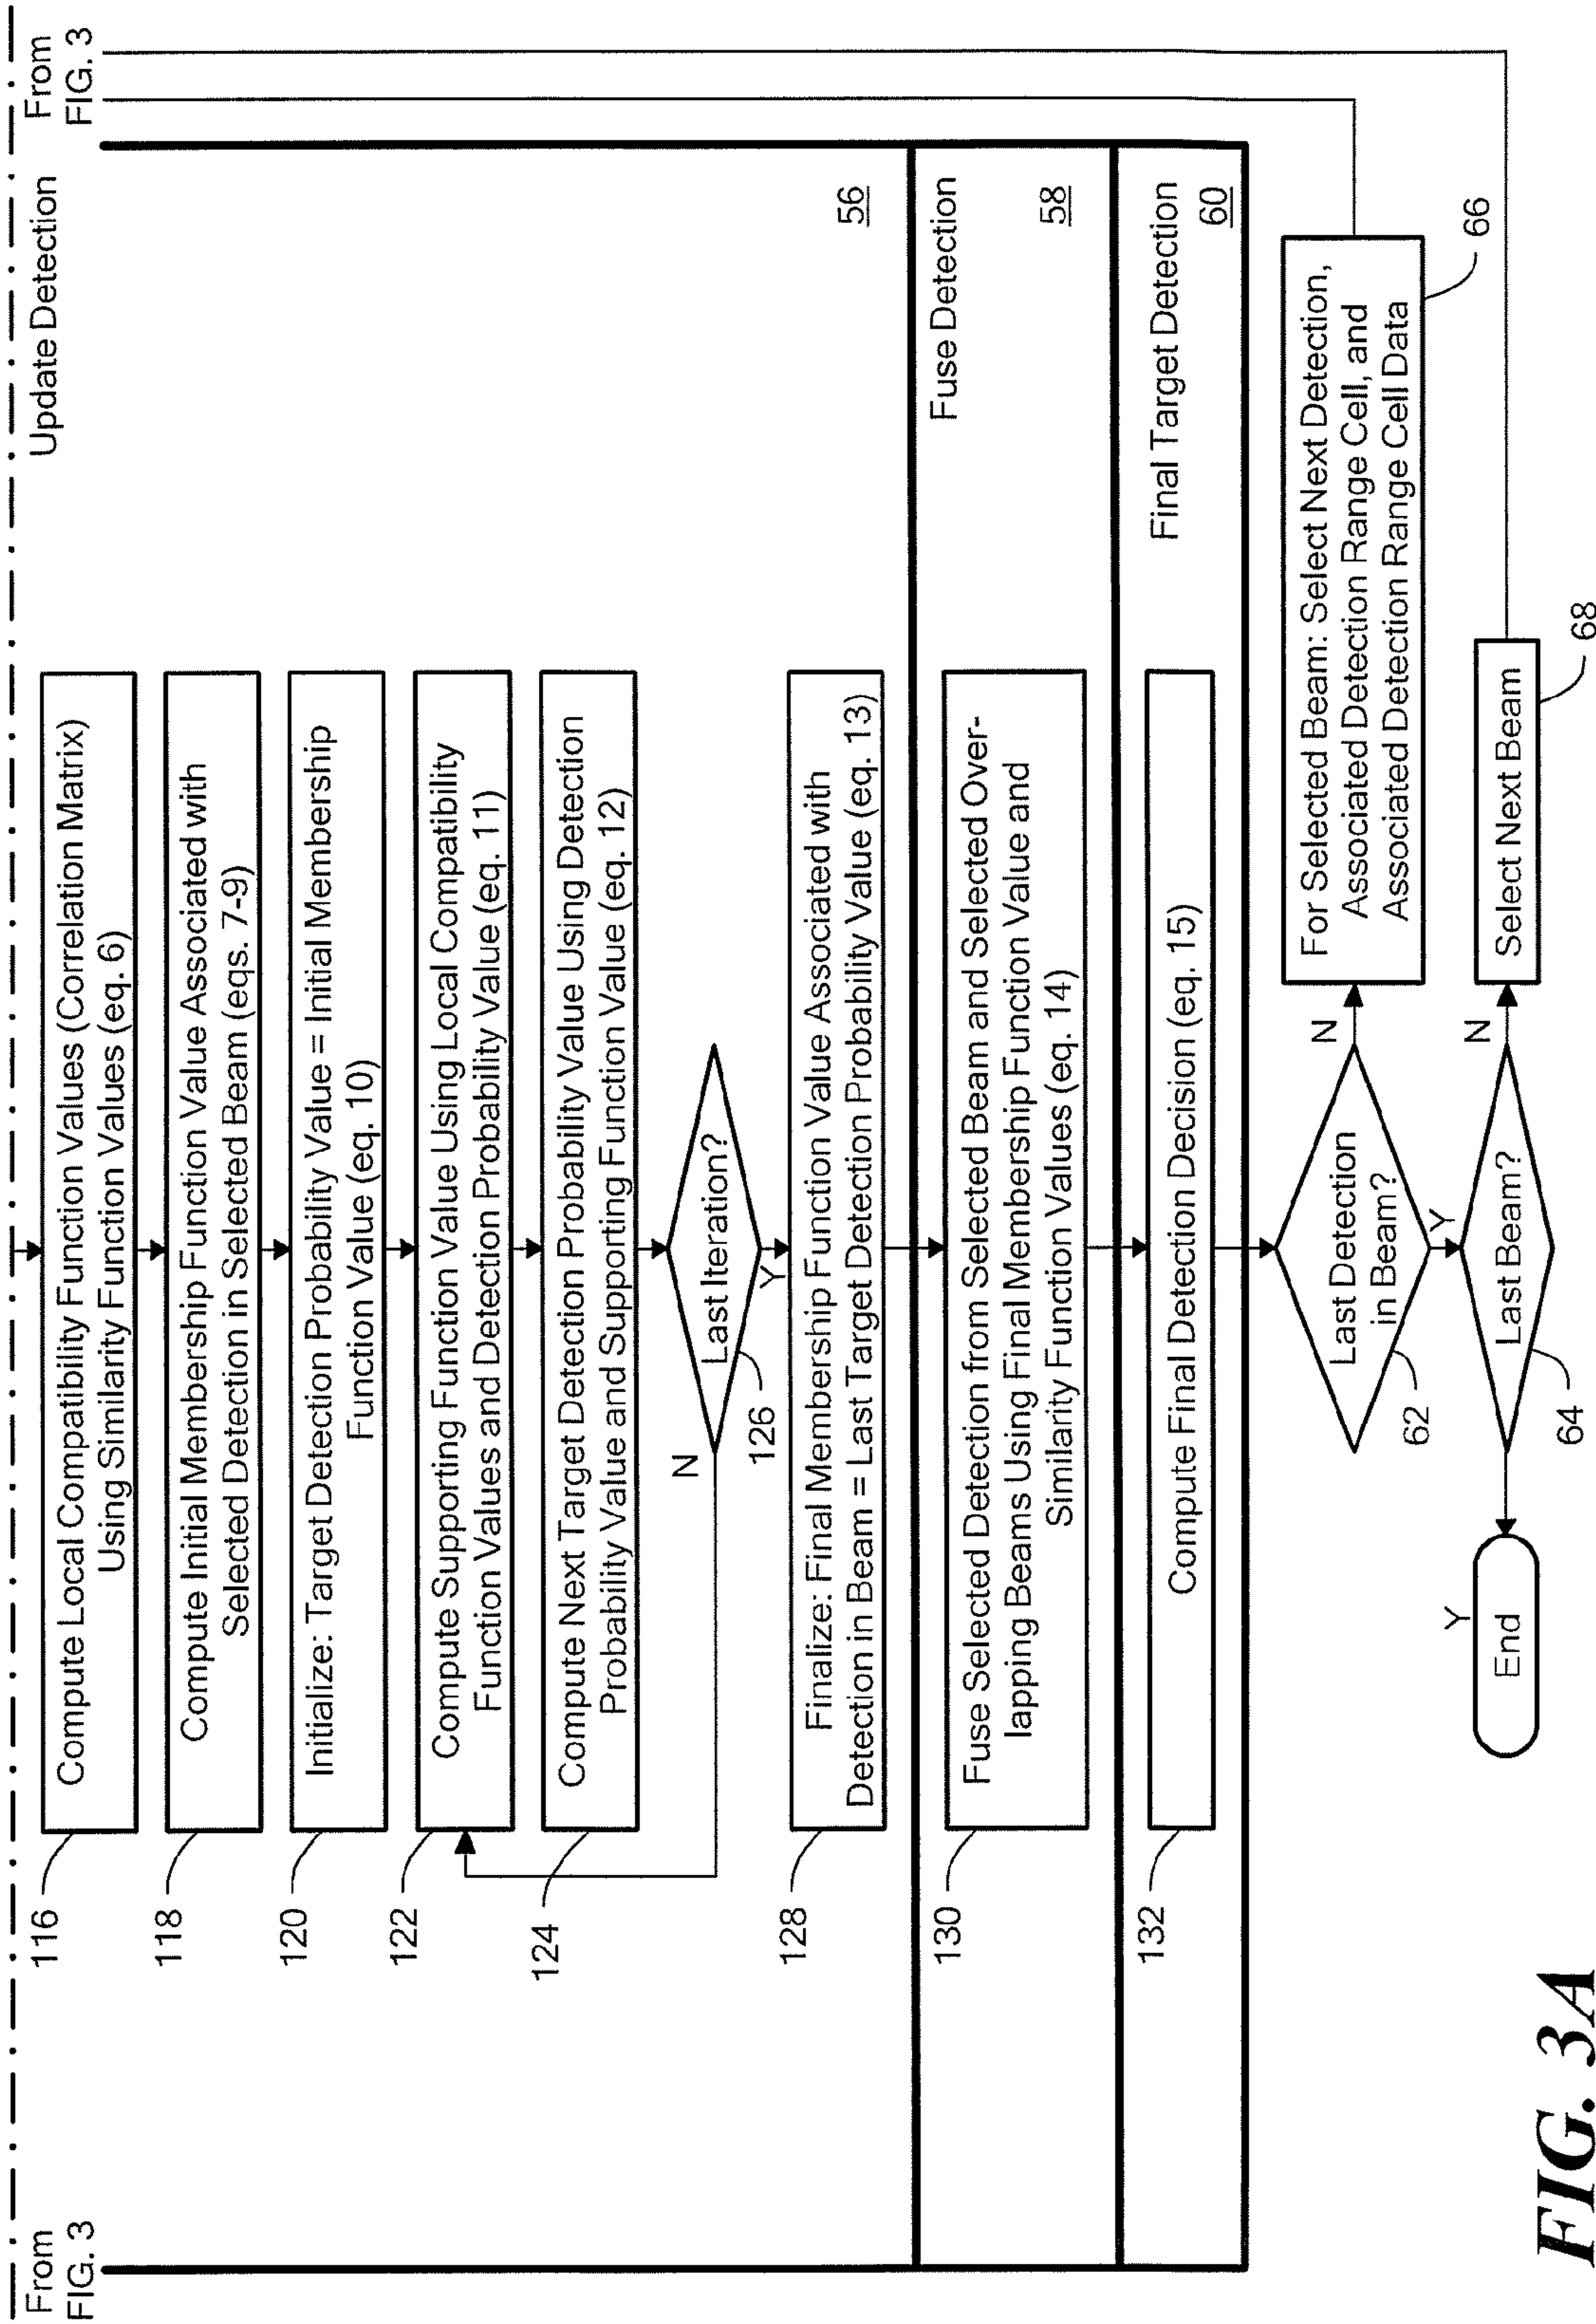 From
FIG. 3
Update Detection
From
FIG. 3
116
Compute Local Compatibility Function Values (Correlation Matrix)
Using Similarity Function Values (eq. 6)
118
Compute Initial Membership Function Value Associated with
Selected Detection in Selected Beam (eqs. 7-9)
120
Initialize: Target Detection Probability Value = Initial Membership
Function Value (eq. 10)
122
Compute Supporting Function Value Using Local Compatibility
Function Values and Detection Probability Value (eq. 11)
124
Compute Next Target Detection Probability Value Using Detection
Probability Value and Supporting Function Value (eq. 12)
N
Last Iteration?
126
Y
128
Finalize: Final Membership Function Value Associated with
Detection in Beam = Last Target Detection Probability Value (eq. 13)
56
Fuse Detection
130
Fuse Selected Detection from Selected Beam and Selected Over-
lapping Beams Using Final Membership Function Value and
Similarity Function Values (eq. 14)
58
Final Target Detection
132
Compute Final Detection Decision (eq. 15)
60
Last Detection
in Beam?
62
N
For Selected Beam: Select Next Detection,
Associated Detection Range Cell, and
Associated Detection Range Cell Data
66
Y
Y
End
Last Beam?
64
N
Select Next Beam
68
FIG. 3A